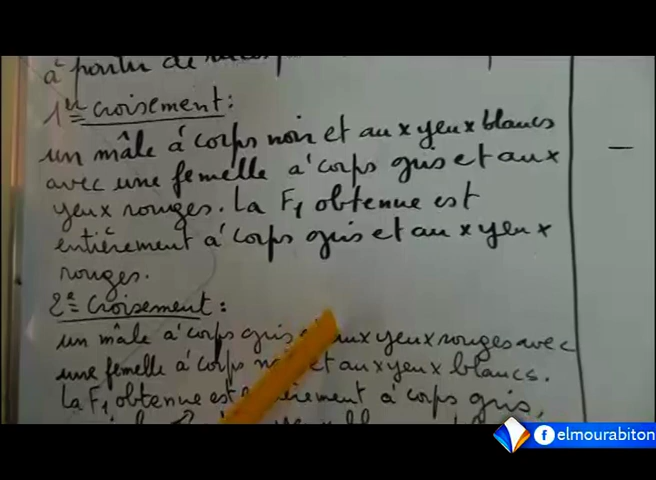 à partir de
1er croisement:
un mâle à corps noir et aux yeux blancs
avec une femelle à corps gris et aux
yeux rouges. La F1 obtenue est
entièrement à corps gris et aux yeux
rouges.
2e croisement:
un mâle à corps gris aux yeux rouges avec
une femelle à corps et aux yeux blancs.
La F1 obtenue est à corps gris,
elmourabiton